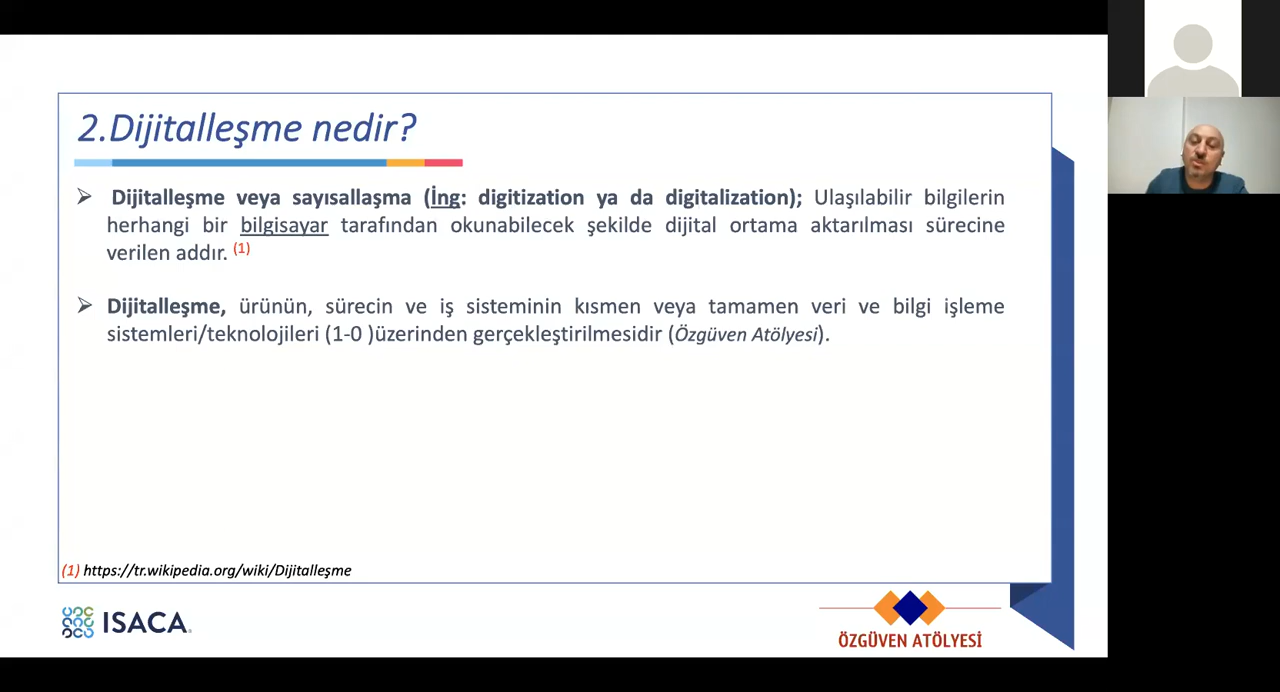 2.Dijitalleşme nedir?
➢ Dijitalleşme veya sayısallaşma (İng: digitization ya da digitalization); Ulaşılabilir bilgilerin
herhangi bir bilgisayar tarafından okunabilecek şekilde dijital ortama aktarılması sürecine
verilen addır. (1)
➢ Dijitalleşme, ürünün, sürecin ve iş sisteminin kısmen veya tamamen veri ve bilgi işleme
sistemleri/teknolojileri (1-0 )üzerinden gerçekleştirilmesidir (Özgüven Atölyesi).
(1) https://tr.wikipedia.org/wiki/Dijitalleşme
ISACA.
ÖZGÜVEN ATÖLYESİ